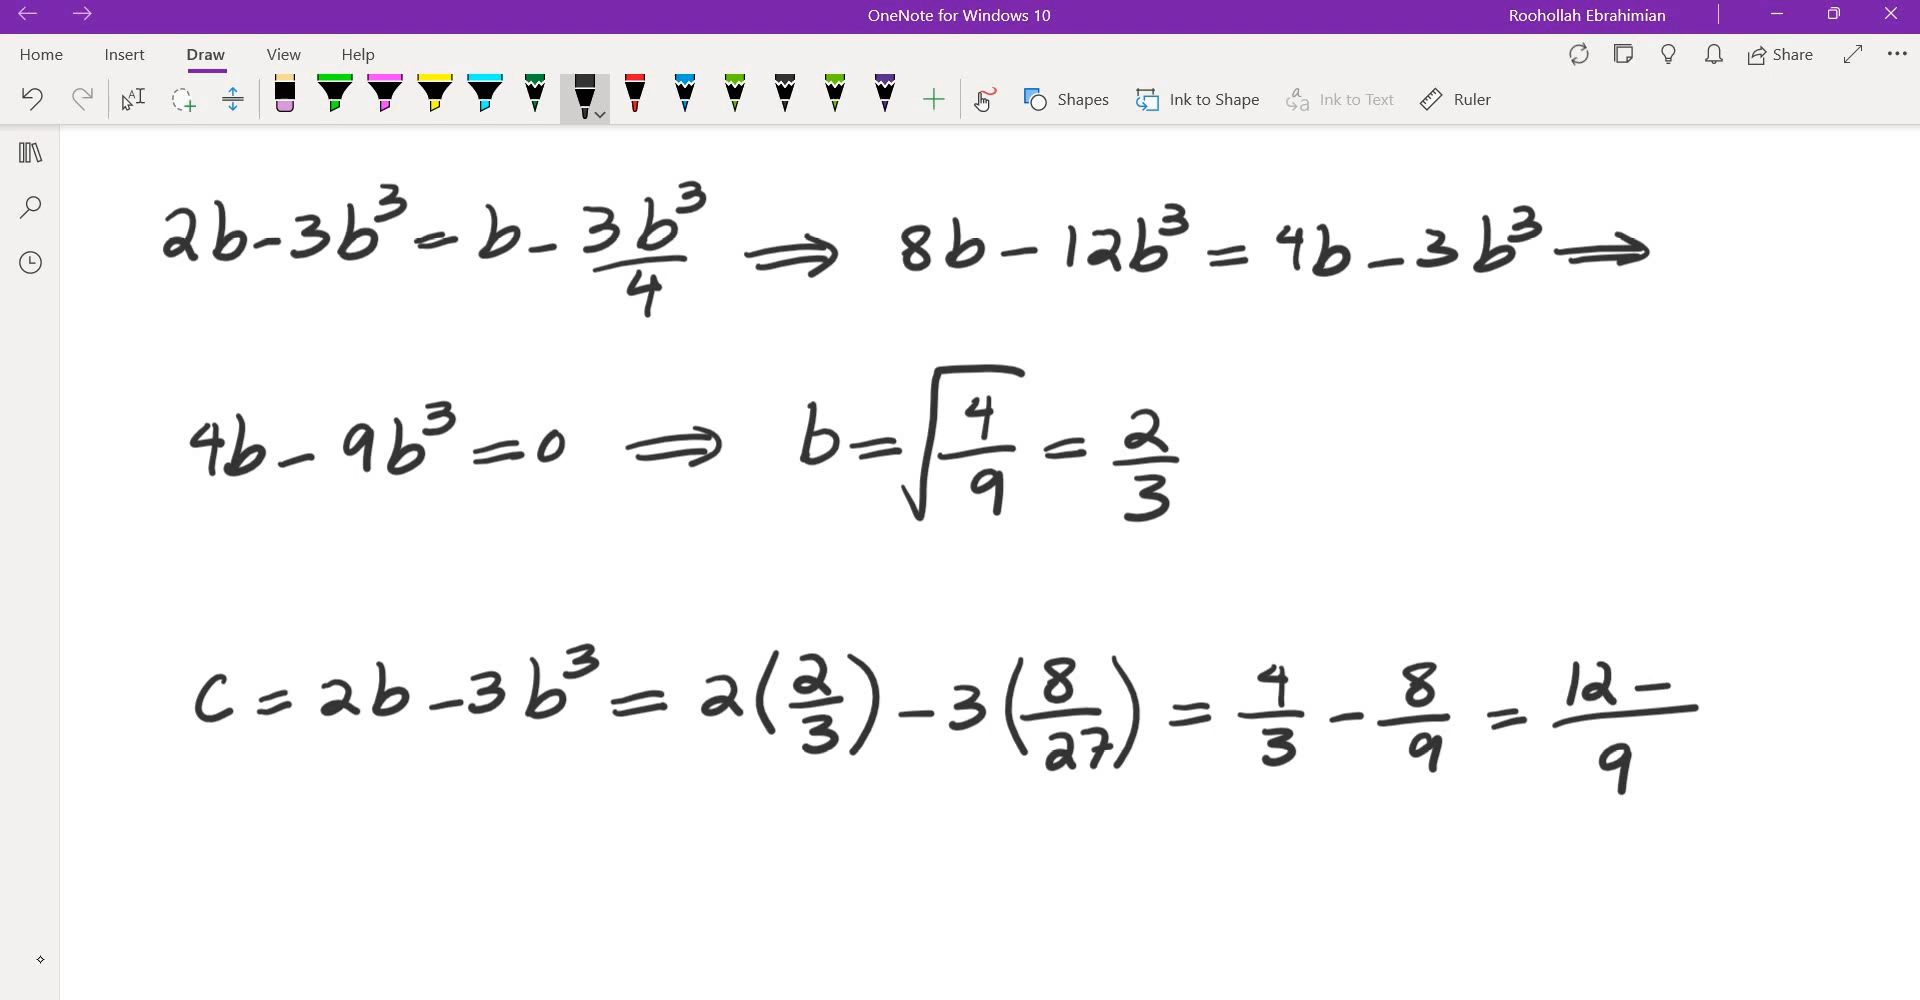 OneNote for Windows 10
Roohollah Ebrahimian
Home Insert Draw View Help
Share
Shapes Ink to Shape Ink to Text Ruler
2b-3b³ = b - 3b³/4 ⟹ 8b - 12b³ = 4b - 3b³ ⟹
4b - 9b³ = 0 ⟹ b = √(4/9) = 2/3
C = 2b - 3b³ = 2(2/3) - 3(8/27) = 4/3 - 8/9 = 12 - /9